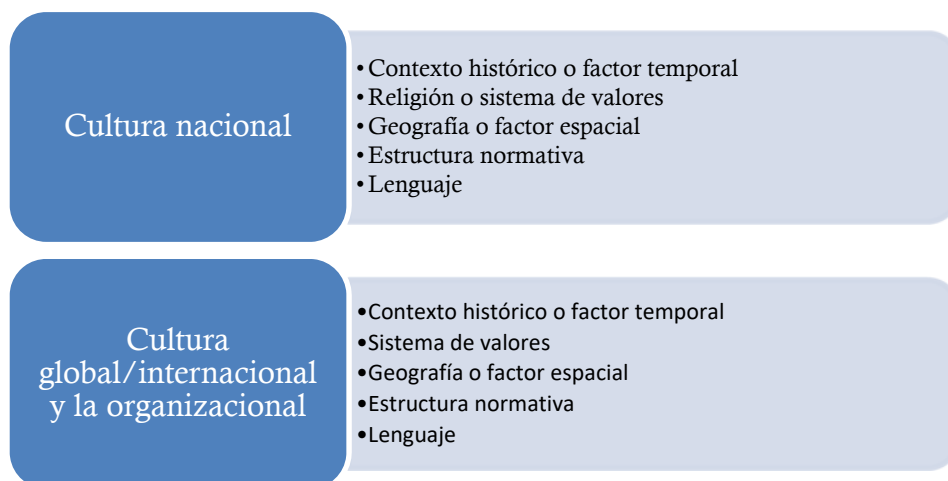 Cultura nacional
•Contexto histórico o factor temporal
•Religión o sistema de valores
•Geografía o factor espacial
•Estructura normativa
•Lenguaje
Cultura
global/internacional
y la organizacional
•Contexto histórico o factor temporal
•Sistema de valores
•Geografía o factor espacial
•Estructura normativa
•Lenguaje